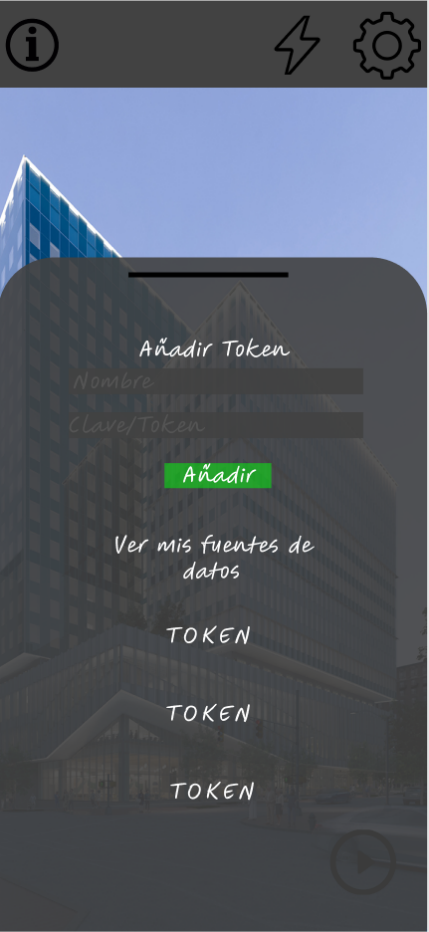 Añadir Token
Nombre
Clave/Token
Añadir
Ver mis fuentes de
datos
TOKEN
TOKEN
TOKEN